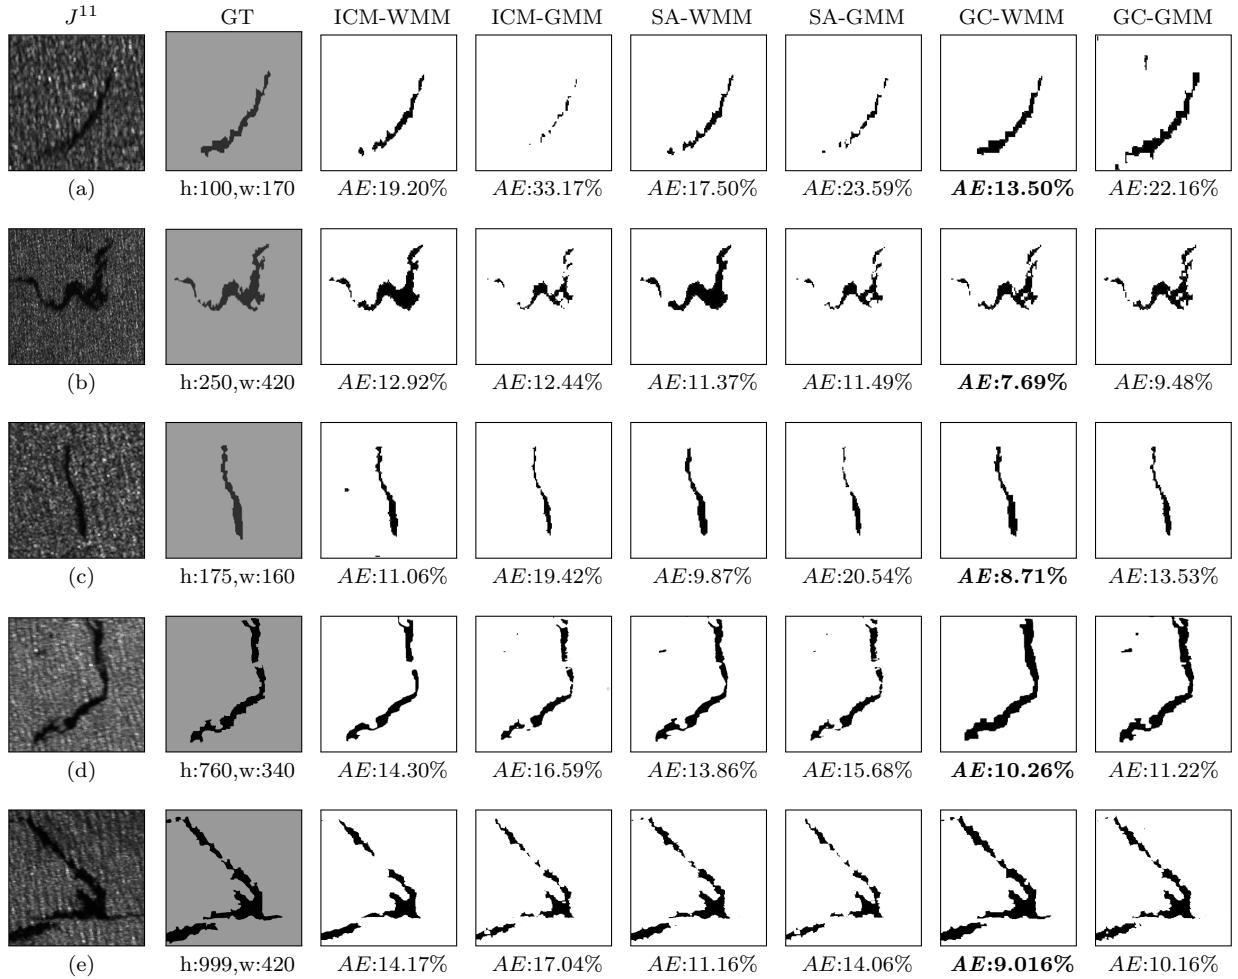 J11 GT ICM-WMM ICM-GMM SA-WMM SA-GMM GC-WMM GC-GMM
(a) h:100,w:170 AE:19.20% AE:33.17% AE:17.50% AE:23.59% AE:13.50% AE:22.16%
(b) h:250,w:420 AE:12.92% AE:12.44% AE:11.37% AE:11.49% AE:7.69% AE:9.48%
(c) h:175,w:160 AE:11.06% AE:19.42% AE:9.87% AE:20.54% AE:8.71% AE:13.53%
(d) h:760,w:340 AE:14.30% AE:16.59% AE:13.86% AE:15.68% AE:10.26% AE:11.22%
(e) h:999,w:420 AE:14.17% AE:17.04% AE:11.16% AE:14.06% AE:9.016% AE:10.16%